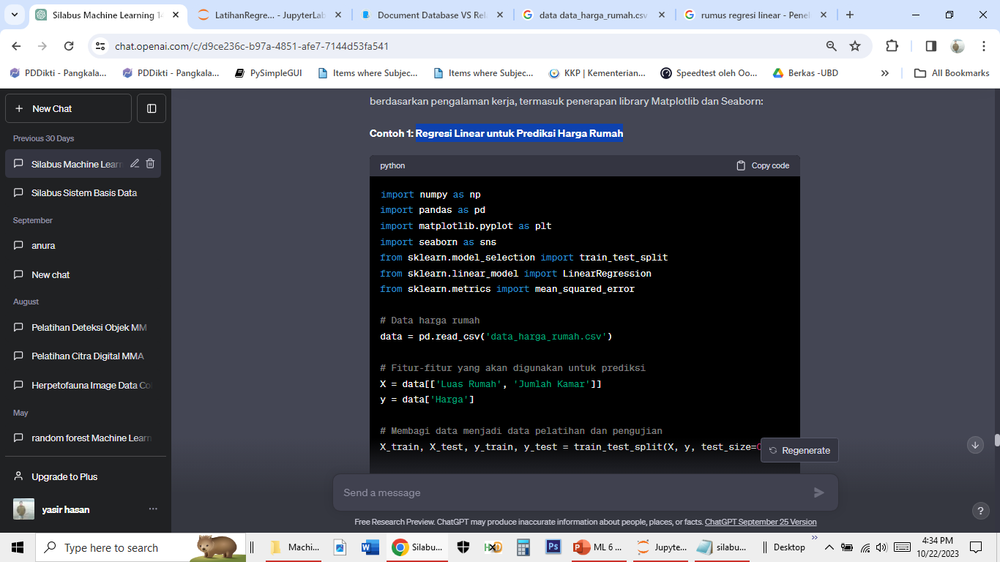 Silabus Machine Learning 14
LatihanRegre... - JupyterLab
Document Database VS Rel
data data_harga_rumah.csv
rumus regresi linear - Penel
chat.openai.com/c/d9ce236c-b97a-4851-afe7-7144d53fa541
PDDikti - Pangkala...
PDDikti - Pangkala...
PySimpleGUI
Items where Subjec...
Items where Subjec...
KKP | Kementerian...
Speedtest oleh Oo...
Berkas -UBD
All Bookmarks
New Chat
Previous 30 Days
Silabus Machine Learn
Silabus Sistem Basis Data
September
anura
New chat
August
Pelatihan Deteksi Objek MM
Pelatihan Citra Digital MMA
Herpetofauna Image Data Co
May
random forest Machine Learn
Upgrade to Plus
yasir hasan
berdasarkan pengalaman kerja, termasuk penerapan library Matplotlib dan Seaborn:
Contoh 1: Regresi Linear untuk Prediksi Harga Rumah
python
Copy code
import numpy as np
import pandas as pd
import matplotlib.pyplot as plt
import seaborn as sns
from sklearn.model_selection import train_test_split
from sklearn.linear_model import LinearRegression
from sklearn.metrics import mean_squared_error
# Data harga rumah
data = pd.read_csv('data_harga_rumah.csv')
# Fitur-fitur yang akan digunakan untuk prediksi
X = data[['Luas Rumah', 'Jumlah Kamar']]
y = data['Harga']
# Membagi data menjadi data pelatihan dan pengujian
X_train, X_test, y_train, y_test = train_test_split(X, y, test_size=0
Regenerate
Send a message
Free Research Preview. ChatGPT may produce inaccurate information about people, places, or facts. ChatGPT September 25 Version
?
Type here to search
Machi...
Silabu...
ML 6 ...
Jupyte...
silabu...
Desktop
4:34 PM
10/22/2023